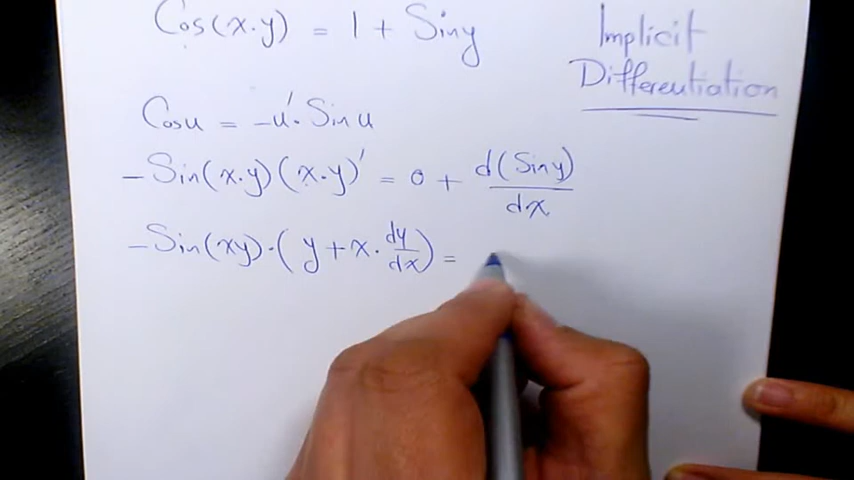 Cos(x.y) = 1 + Siny
Implicit
Differentiation
Cosu = -u'. Sin u
-Sin(x.y)(x.y)' = 0 + d(Siny)/dx
-Sin(xy)·(y + x · dy/dx) =